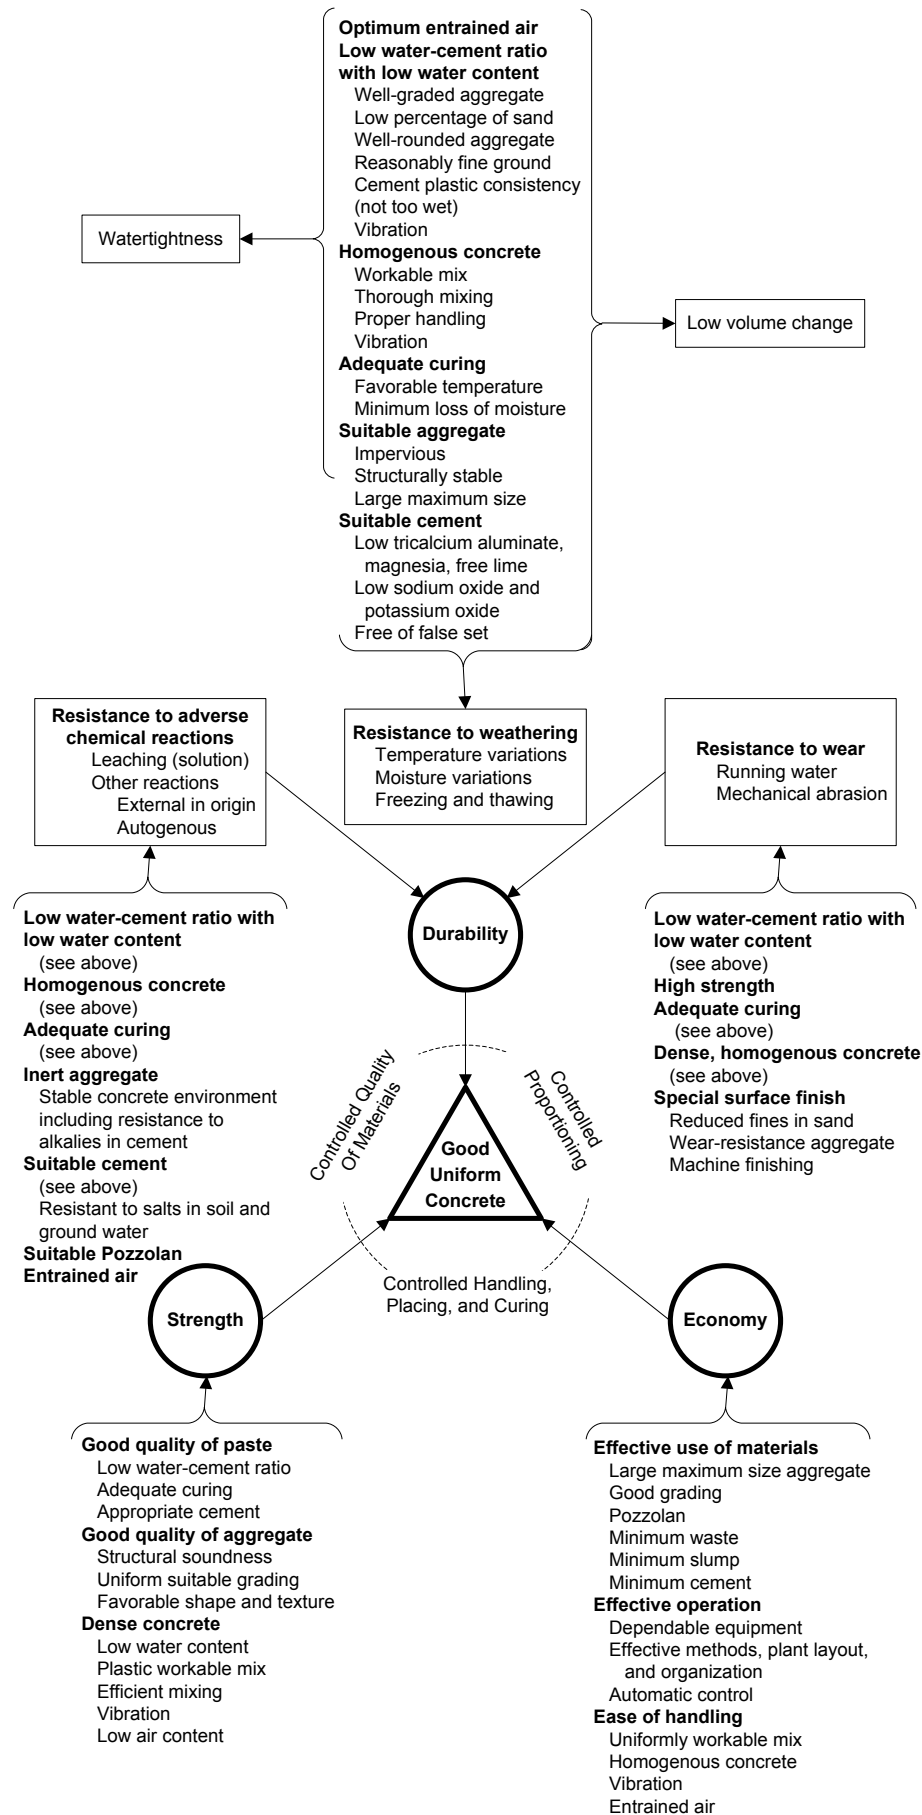 Optimum entrained air
Low water-cement ratio
with low water content
Well-graded aggregate
Low percentage of sand
Well-rounded aggregate
Reasonably fine ground
Cement plastic consistency
(not too wet)
Vibration
Homogenous concrete
Workable mix
Thorough mixing
Proper handling
Vibration
Adequate curing
Favorable temperature
Minimum loss of moisture
Suitable aggregate
Impervious
Structurally stable
Large maximum size
Suitable cement
Low tricalcium aluminate,
magnesia, free lime
Low sodium oxide and
potassium oxide
Free of false set
Watertightness
Low volume change
Resistance to adverse
chemical reactions
Leaching (solution)
Other reactions
External in origin
Autogenous
Resistance to weathering
Temperature variations
Moisture variations
Freezing and thawing
Resistance to wear
Running water
Mechanical abrasion
Low water-cement ratio with
low water content
(see above)
Homogenous concrete
(see above)
Adequate curing
(see above)
Inert aggregate
Stable concrete environment
including resistance to
alkalies in cement
Suitable cement
(see above)
Resistant to salts in soil and
ground water
Suitable Pozzolan
Entrained air
Durability
Low water-cement ratio with
low water content
(see above)
High strength
Adequate curing
(see above)
Dense, homogenous concrete
(see above)
Special surface finish
Reduced fines in sand
Wear-resistance aggregate
Machine finishing
Controlled Quality
Of Materials
Controlled
Proportioning
Good
Uniform
Concrete
Controlled Handling,
Placing, and Curing
Strength
Economy
Good quality of paste
Low water-cement ratio
Adequate curing
Appropriate cement
Good quality of aggregate
Structural soundness
Uniform suitable grading
Favorable shape and texture
Dense concrete
Low water content
Plastic workable mix
Efficient mixing
Vibration
Low air content
Effective use of materials
Large maximum size aggregate
Good grading
Pozzolan
Minimum waste
Minimum slump
Minimum cement
Effective operation
Dependable equipment
Effective methods, plant layout,
and organization
Automatic control
Ease of handling
Uniformly workable mix
Homogenous concrete
Vibration
Entrained air